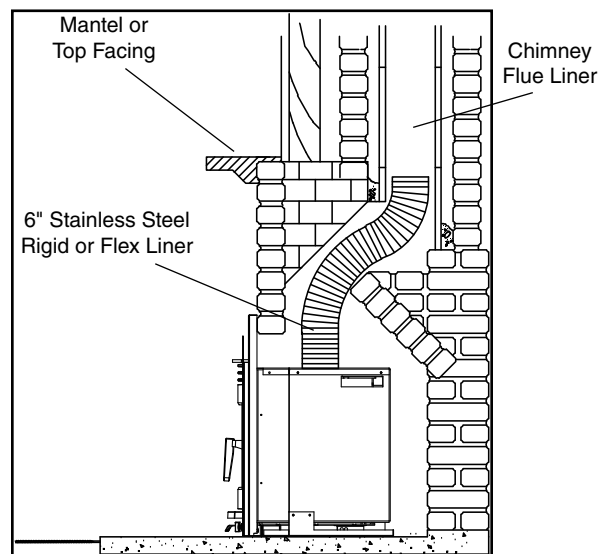 Mantel or
Top Facing
Chimney
Flue Liner
6" Stainless Steel
Rigid or Flex Liner